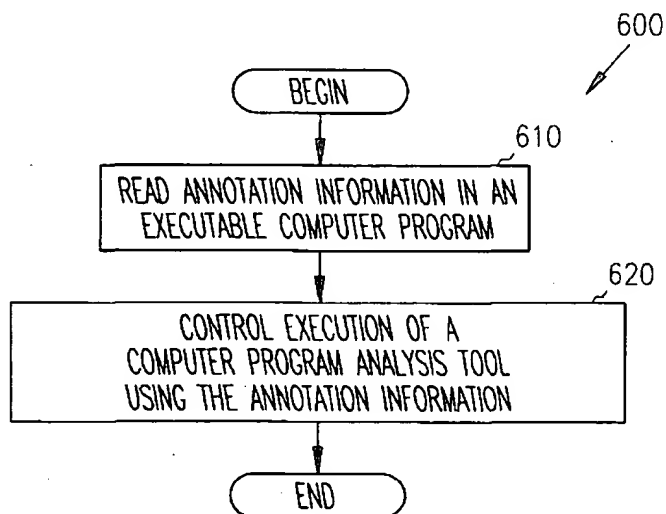 600
BEGIN
610
READ ANNOTATION INFORMATION IN AN
EXECUTABLE COMPUTER PROGRAM
620
CONTROL EXECUTION OF A
COMPUTER PROGRAM ANALYSIS TOOL
USING THE ANNOTATION INFORMATION
END